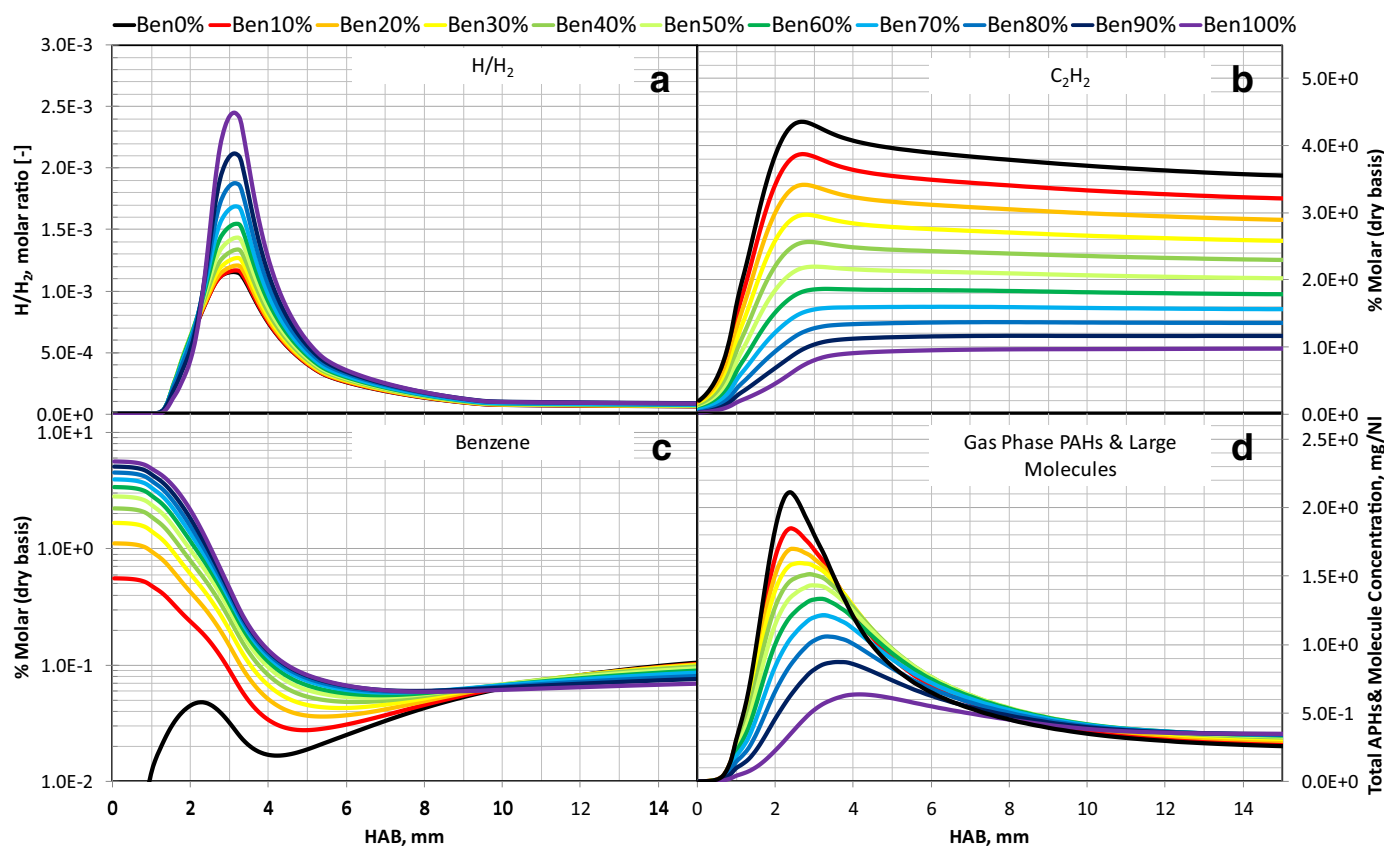 Ben0% Ben10% Ben20% Ben30% Ben40% Ben50% Ben60% Ben70% Ben80% Ben90% Ben100%
H/H2
a
H/H2, molar ratio [-]
3.0E-3
2.5E-3
2.0E-3
1.5E-3
1.0E-3
5.0E-4
0.0E+0
C2H2
b
% Molar (dry basis)
5.0E+0
4.0E+0
3.0E+0
2.0E+0
1.0E+0
0.0E+0
Benzene
c
% Molar (dry basis)
1.0E+1
1.0E+0
1.0E-1
1.0E-2
0 2 4 6 8 10 12 14
HAB, mm
Gas Phase PAHs & Large
Molecules
d
Total APHs& Molecule Concentration, mg/Nl
2.5E+0
2.0E+0
1.5E+0
1.0E+0
5.0E-1
0.0E+0
0 2 4 6 8 10 12 14
HAB, mm